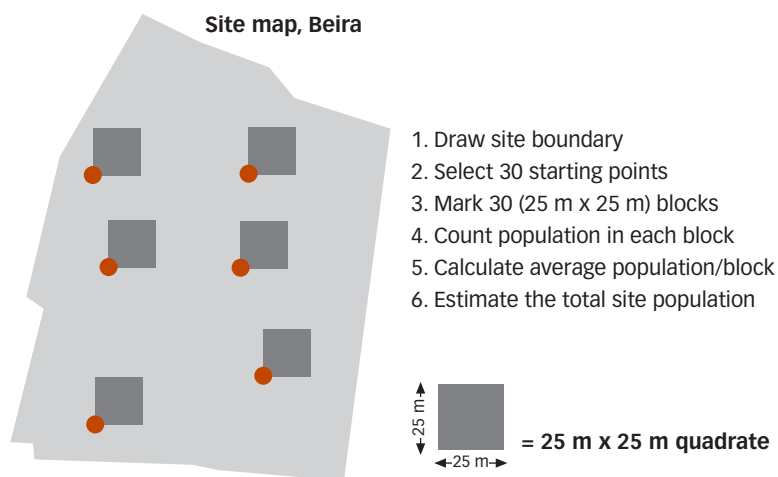 Site map, Beira
1. Draw site boundary
2. Select 30 starting points
3. Mark 30 (25 m x 25 m) blocks
4. Count population in each block
5. Calculate average population/block
6. Estimate the total site population
25 m
= 25 m x 25 m quadrate
25 m